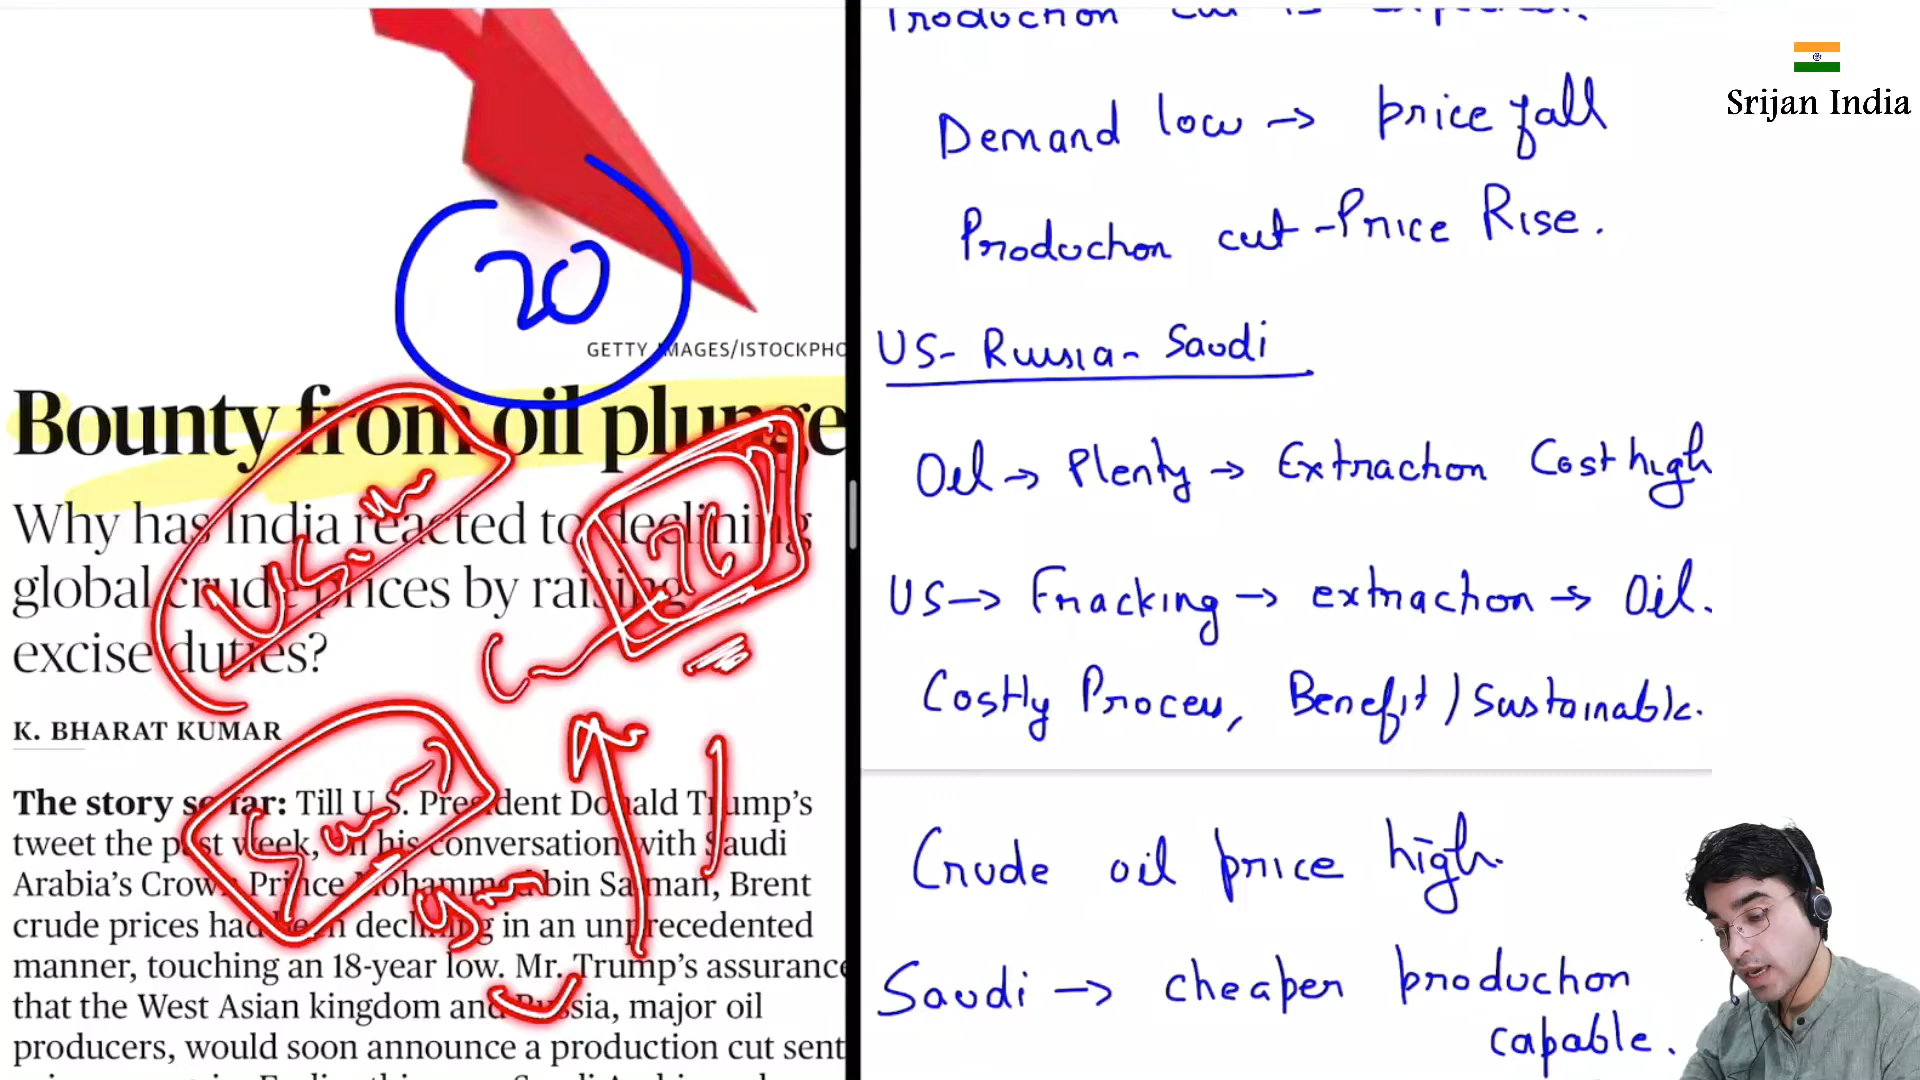 20
GETTY IMAGES/ISTOCKPHO
Bounty from oil plunge
Why has India reacted to declining
global crude prices by raising
excise duties?
K. BHARAT KUMAR
The story so far: Till U.S. President Donald Trump’s
tweet the past week, on his conversation with Saudi
Arabia’s Crown Prince Mohammed bin Salman, Brent
crude prices had been declining in an unprecedented
manner, touching an 18-year low. Mr. Trump’s assurance
that the West Asian kingdom and Russia, major oil
producers, would soon announce a production cut sent
US
76
Production cut is
Demand low → price fall
Production cut - Price Rise.
US- Russia- Saudi
Oil → Plenty → Extraction Cost high
US → Fracking → extraction → Oil.
Costly Process, Benefit / Sustainable.
Crude oil price high.
Saudi → cheaper production
capable.
Srijan India